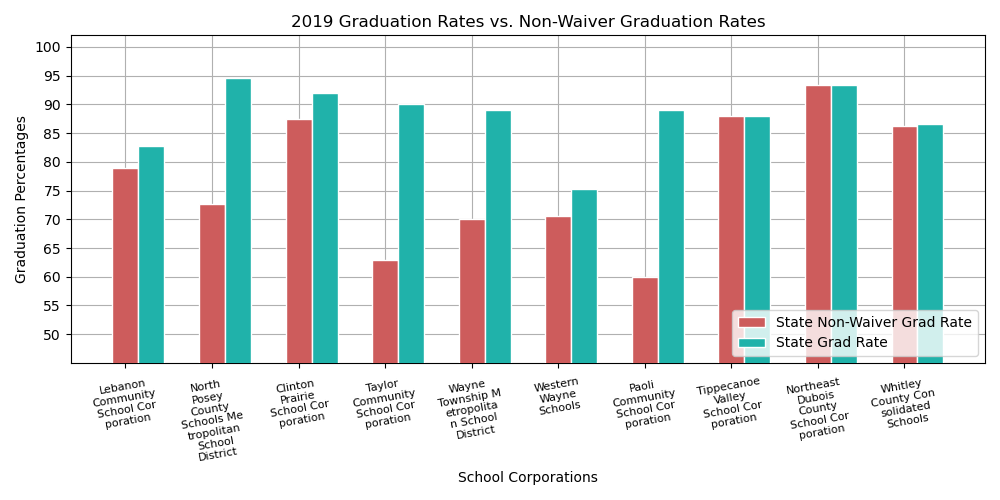 2019 Graduation Rates vs. Non-Waiver Graduation Rates
Graduation Percentages
100
95
90
85
80
75
70
65
60
55
50
State Non-Waiver Grad Rate
State Grad Rate
Lebanon
Community
School Cor
poration
North
Posey
County
Schools Me
tropolitan
School
District
Clinton
Prairie
School Cor
poration
Taylor
Community
School Cor
poration
Wayne
Township M
etropolita
n School
District
Western
Wayne
Schools
Paoli
Community
School Cor
poration
Tippecanoe
Valley
School Cor
poration
Northeast
Dubois
County
School Cor
poration
Whitley
County Con
solidated
Schools
School Corporations